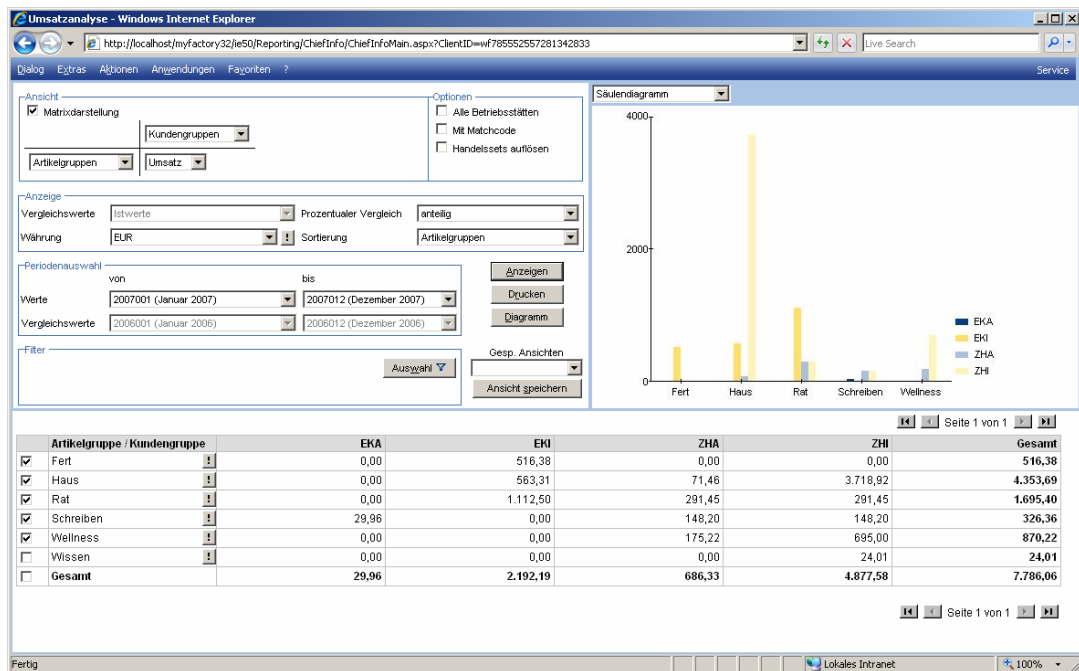 Umsatzanalyse - Windows Internet Explorer
http://localhost/myfactory32/ie50/Reporting/ChiefInfo/ChiefInfoMain.aspx?ClientID=wf785552557281342833
Live Search
Dialog Extras Aktionen Anwendungen Favoriten ? Service
Ansicht
Matrixdarstellung
Kundengruppen
Artikelgruppen Umsatz
Optionen
Alle Betriebsstätten
Mit Matchcode
Handelssets auflösen
Anzeige
Vergleichswerte Istwerte Prozentualer Vergleich anteilig
Währung EUR ! Sortierung Artikelgruppen
Periodenauswahl
von bis
Werte 2007001 (Januar 2007) 2007012 (Dezember 2007)
Vergleichswerte 2006001 (Januar 2006) 2006012 (Dezember 2006)
Anzeigen
Drucken
Diagramm
Filter
Auswahl
Gesp. Ansichten
Ansicht speichern
Säulendiagramm
4000
2000
0
Fert Haus Rat Schreiben Wellness
EKA
EKI
ZHA
ZHI
Seite 1 von 1
Artikelgruppe / Kundengruppe EKA EKI ZHA ZHI Gesamt
Fert ! 0,00 516,38 0,00 0,00 516,38
Haus ! 0,00 563,31 71,46 3.718,92 4.353,69
Rat ! 0,00 1.112,50 291,45 291,45 1.695,40
Schreiben ! 29,96 0,00 148,20 148,20 326,36
Wellness ! 0,00 0,00 175,22 695,00 870,22
Wissen ! 0,00 0,00 0,00 24,01 24,01
Gesamt 29,96 2.192,19 686,33 4.877,58 7.786,06
Seite 1 von 1
Fertig Lokales Intranet 100%